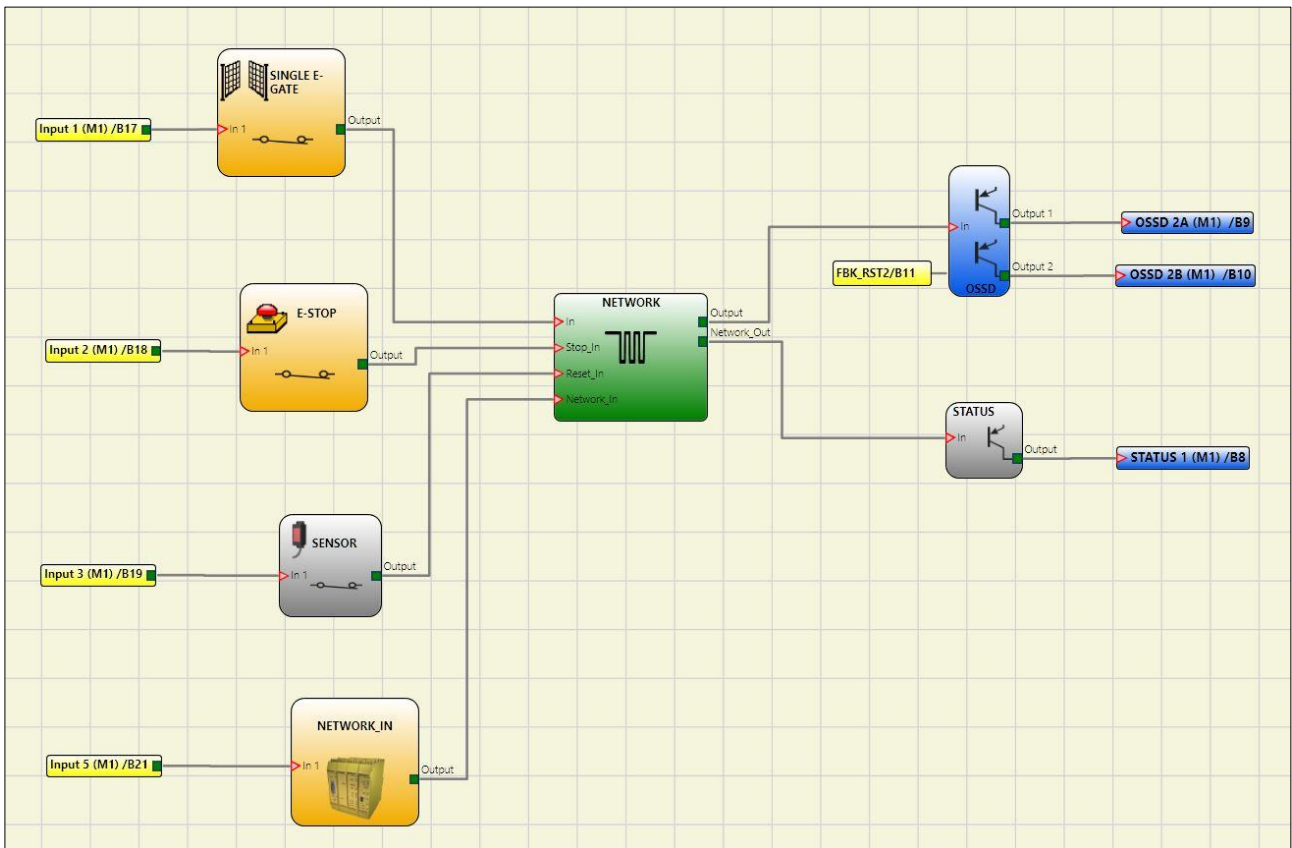 SINGLE E-
GATE
Input 1 (M1) /B17
In 1
Output
E-STOP
Input 2 (M1) /B18
In 1
Output
SENSOR
Input 3 (M1) /B19
In 1
Output
NETWORK_IN
Input 5 (M1) /B21
In 1
Output
NETWORK
In
Stop_In
Reset_In
Network_In
Output
Network_Out
In
FBK_RST2/B11
OSSD
Output 1
OSSD 2A (M1) /B9
Output 2
OSSD 2B (M1) /B10
STATUS
In
Output
STATUS 1 (M1) /B8